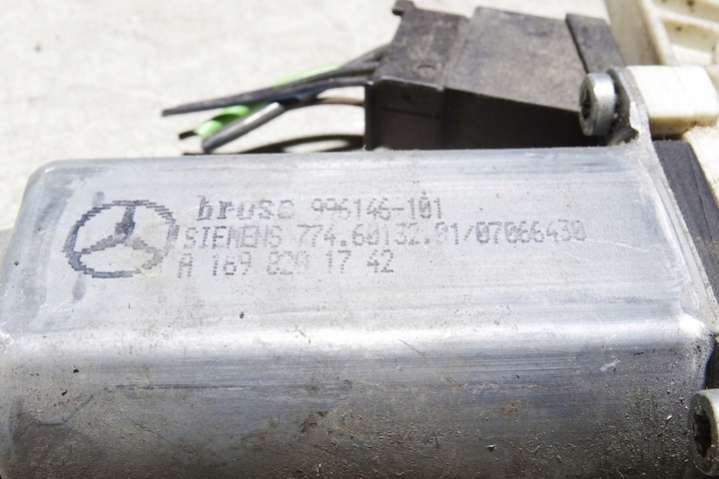 brose 996146-101
SIEMENS 774.60132.01/07066430
A 169 820 17 42